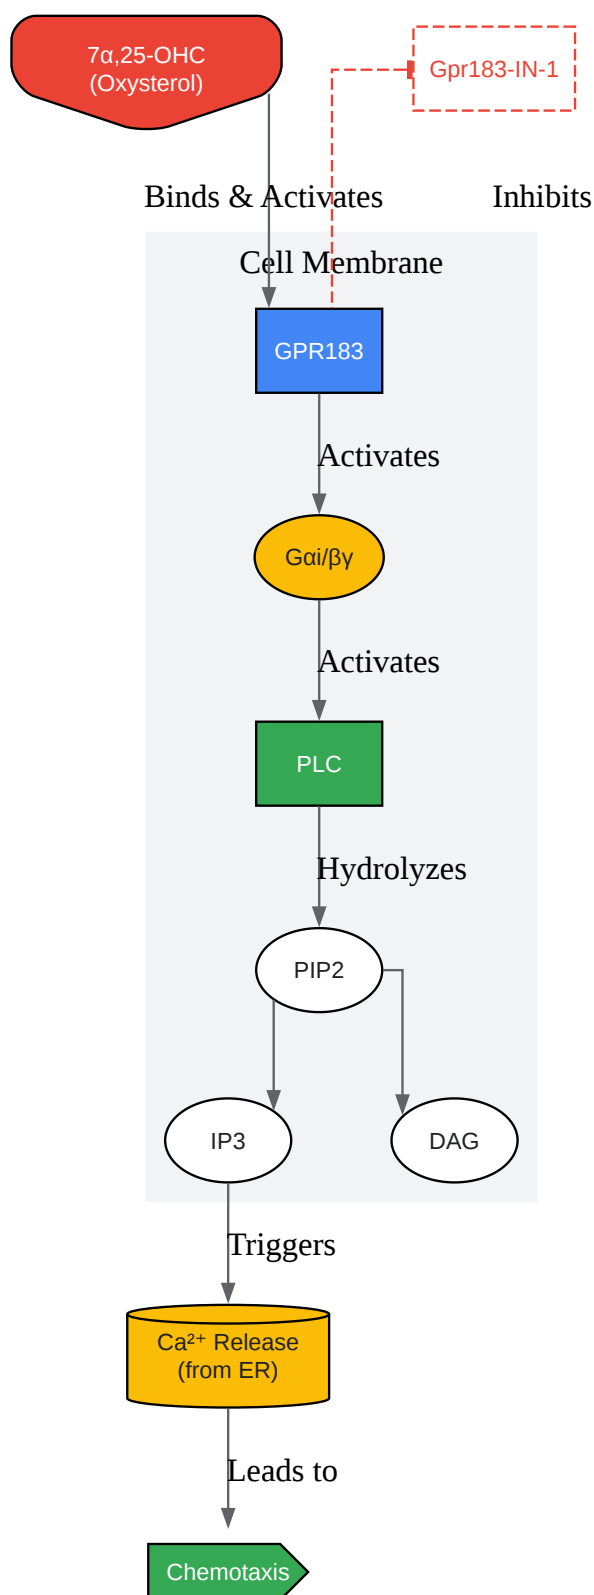 7α,25-OHC
(Oxysterol)
Gpr183-IN-1
Binds & Activates
Inhibits
Cell Membrane
GPR183
Activates
Gαi/βγ
Activates
PLC
Hydrolyzes
PIP2
IP3
DAG
Triggers
Ca²⁺ Release
(from ER)
Leads to
Chemotaxis